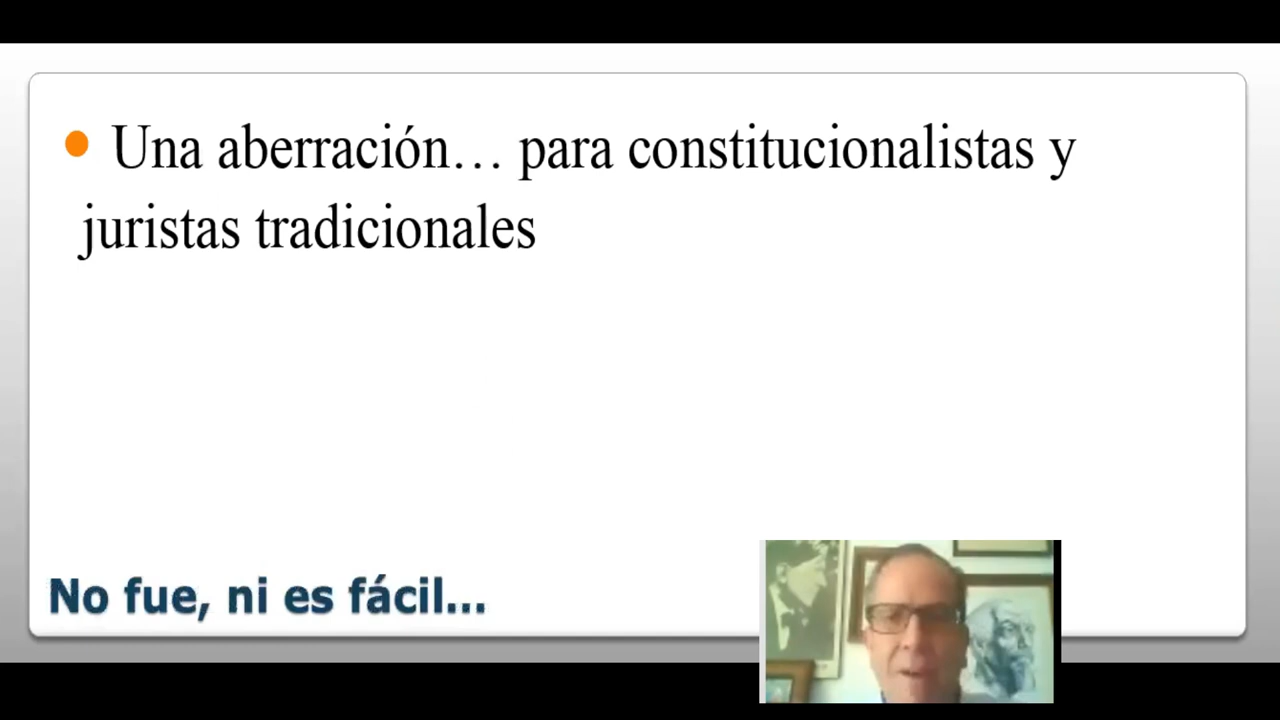 Una aberración… para constitucionalistas y
juristas tradicionales
No fue, ni es fácil...